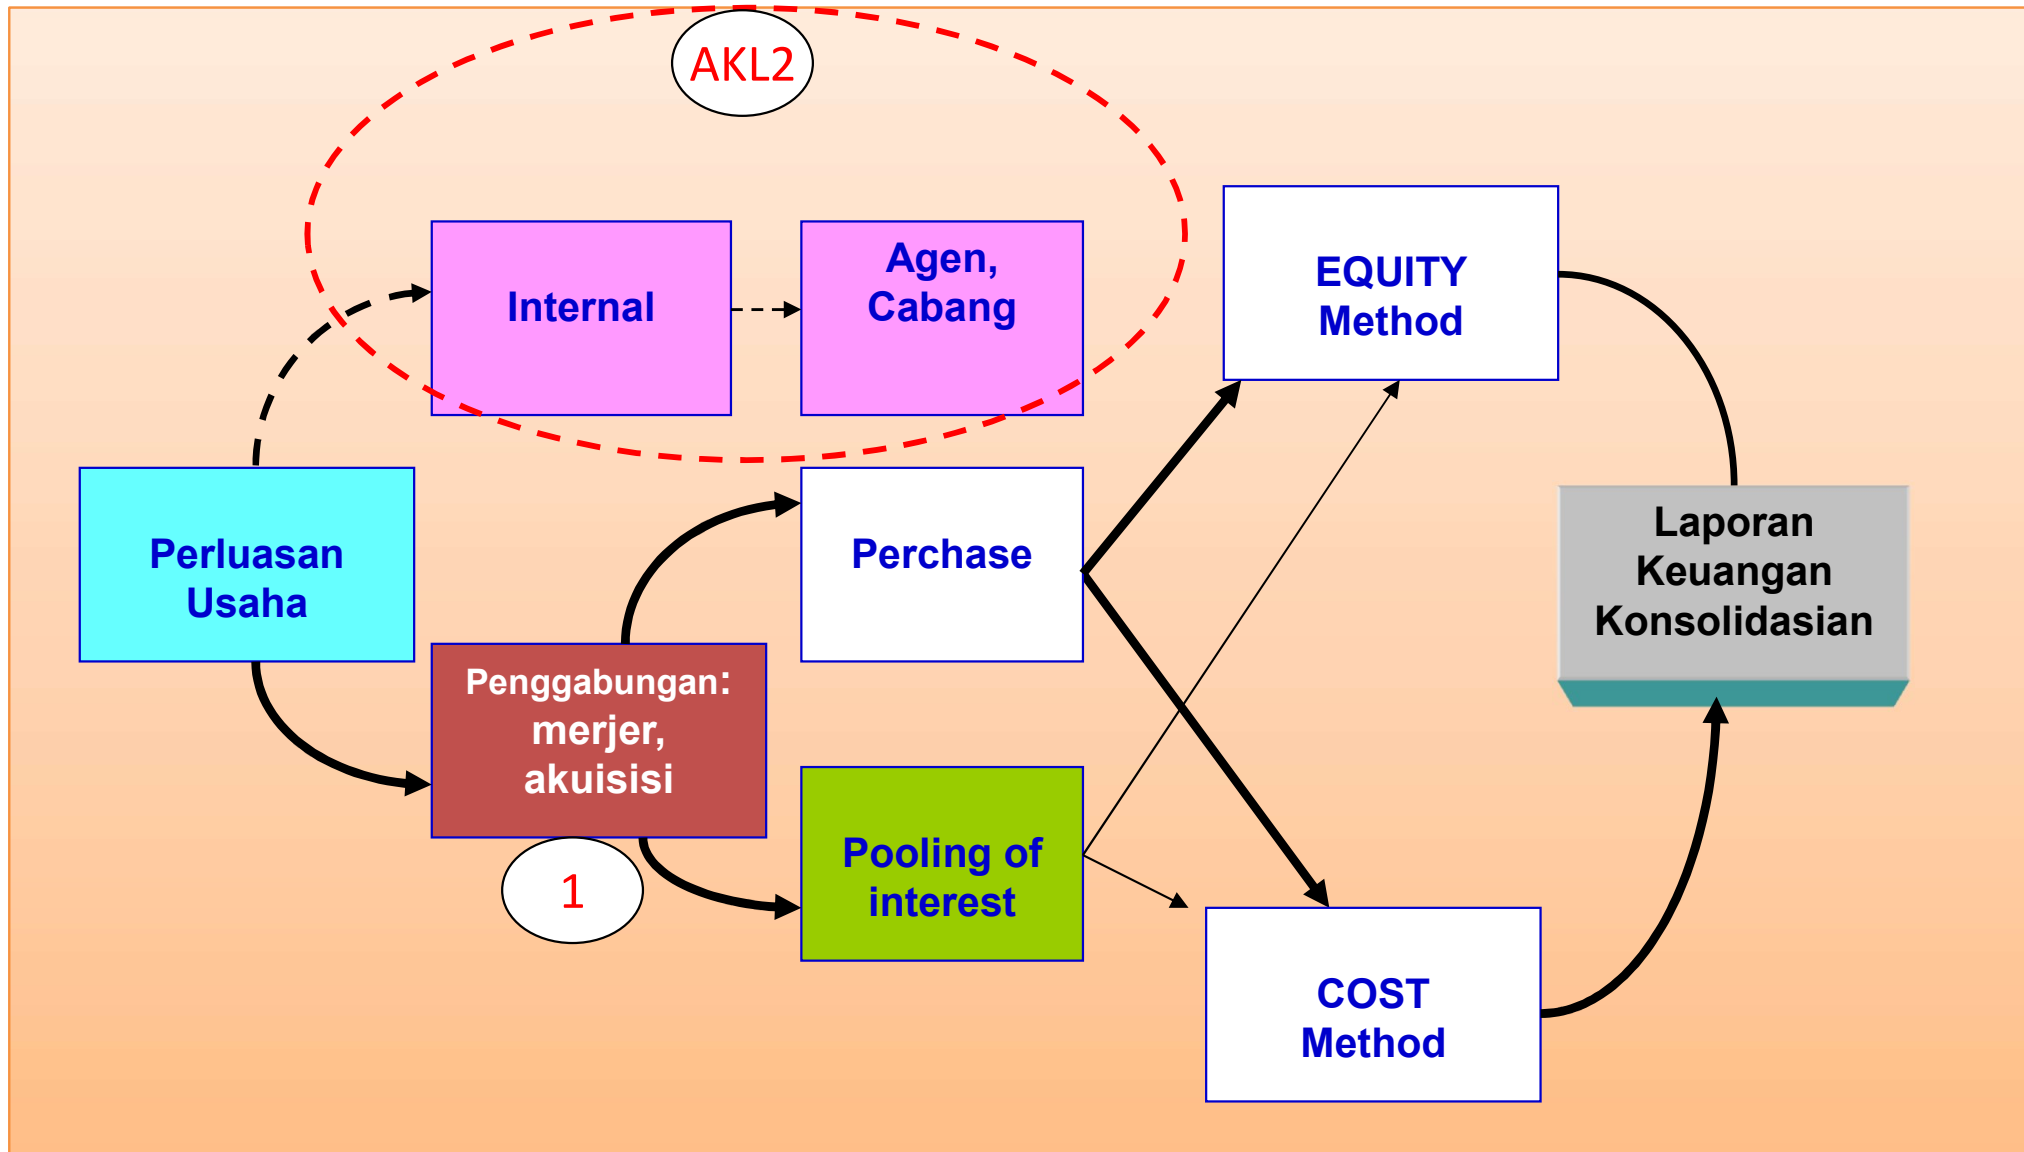 AKL2
Internal
Agen,
Cabang
EQUITY
Method
Perluasan
Usaha
Perchase
Laporan
Keuangan
Konsolidasian
Penggabungan:
merjer,
akuisisi
1
Pooling of
interest
COST
Method